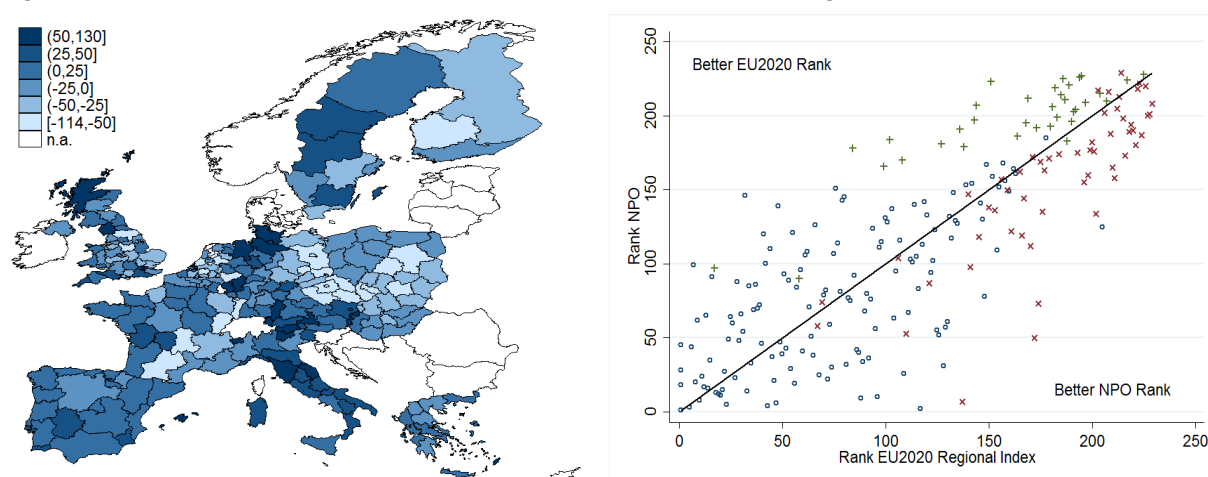 (50,130]
(25,50]
(0,25]
(-25,0]
(-50,-25]
[-114,-50]
n.a.
Better EU2020 Rank
Better NPO Rank
Rank NPO
250
200
150
100
50
0
0 50 100 150 200 250
Rank EU2020 Regional Index